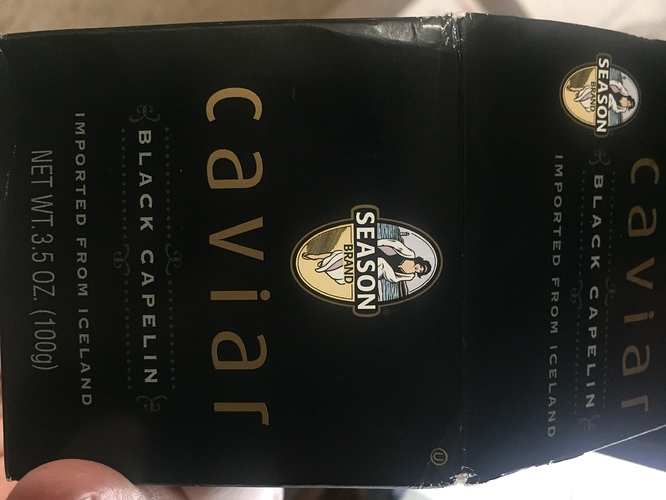 SEASON
BRAND
®
caviar
BLACK CAPELIN
IMPORTED FROM ICELAND
NET WT. 3.5 OZ. (100g)
U
SEASON
BRAND
caviar
BLACK CAPELIN
IMPORTED FROM ICELAND